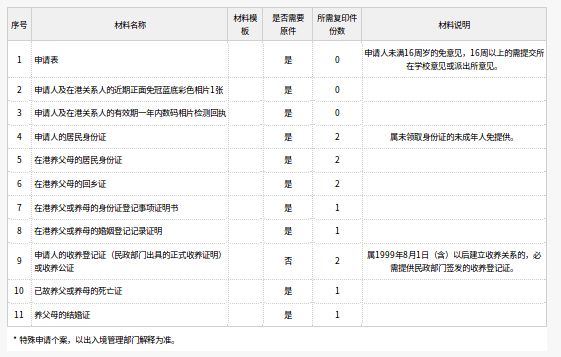 序号 材料名称 材料模板 是否需要原件 所需复印件份数 材料说明
1 申请表 是 0 申请人未满16周岁的免意见，16周以上的需提交所在学校意见或派出所意见。
2 申请人及在港关系人的近期正面免冠蓝底彩色相片1张 是 0
3 申请人及在港关系人的有效期一年内数码相片检测回执 是 0
4 申请人的居民身份证 是 2 属未领取身份证的未成年人免提供。
5 在港养父母的居民身份证 是 2
6 在港养父母的回乡证 是 2
7 在港养父或养母的身份证登记事项证明书 是 1
8 在港养父或养母的婚姻登记记录证明 是 1
9 申请人的收养登记证（民政部门出具的正式收养证明）或收养公证 否 2 属1999年8月1日（含）以后建立收养关系的，必需提供民政部门签发的收养登记证。
10 已故养父或养母的死亡证 是 1
11 养父母的结婚证 是 1
* 特殊申请个案，以出入境管理部门解释为准。